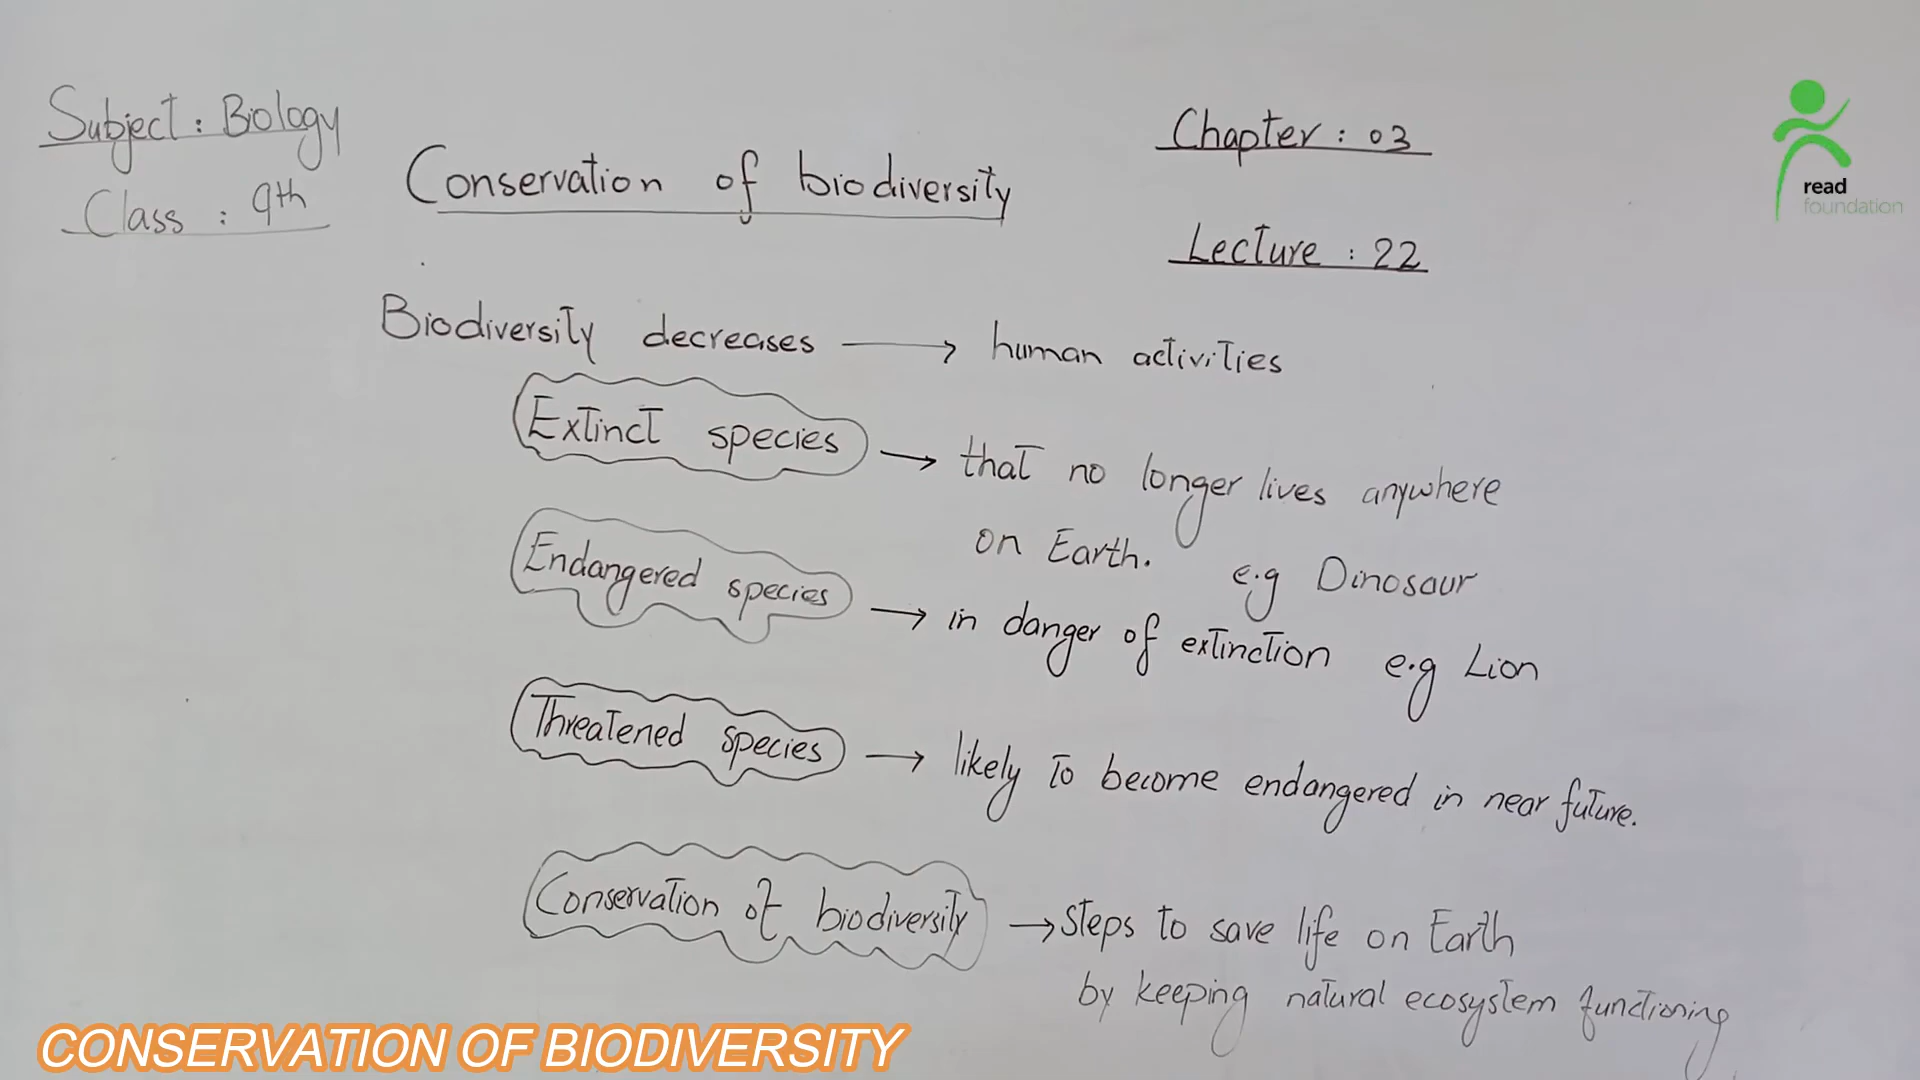 Subject : Biology
Class : 9th
Conservation of biodiversity
Chapter : 03
Lecture : 22
read
foundation
Biodiversity decreases → human activities
Extinct species → that no longer lives anywhere
on Earth. e.g Dinosaur
Endangered species → in danger of extinction e.g Lion
Threatened species → likely to become endangered in near future.
Conservation of biodiversity → Steps to save life on Earth
by keeping natural ecosystem functioning
CONSERVATION OF BIODIVERSITY